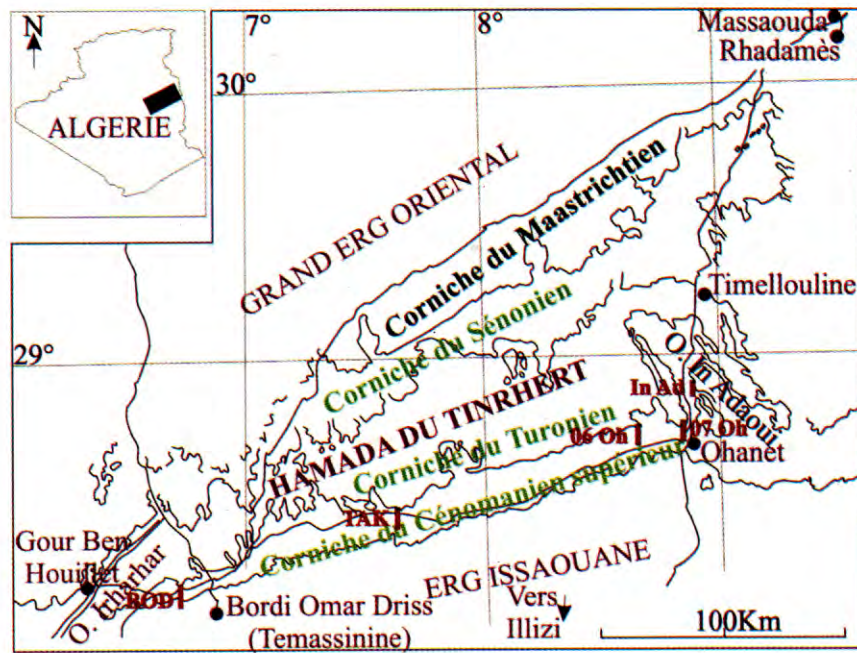 N
ALGERIE
7°
8°
Massaouda
Rhadamès
30°
GRAND ERG ORIENTAL
Corniche du Maastrichtien
Timellouline
29°
Corniche du Sénonien
O. In Adaoui
In Ad
HAMADA DU TINRHERT
Corniche du Turonien
06 Oh
07 Oh
Ohanet
TAK
Corniche du Cénomanien supérieur
Gour Ben
Houillet
O. Irharhar
BOD
ERG ISSAOUANE
Bordi Omar Driss
(Temassinine)
Vers
Illizi
100Km